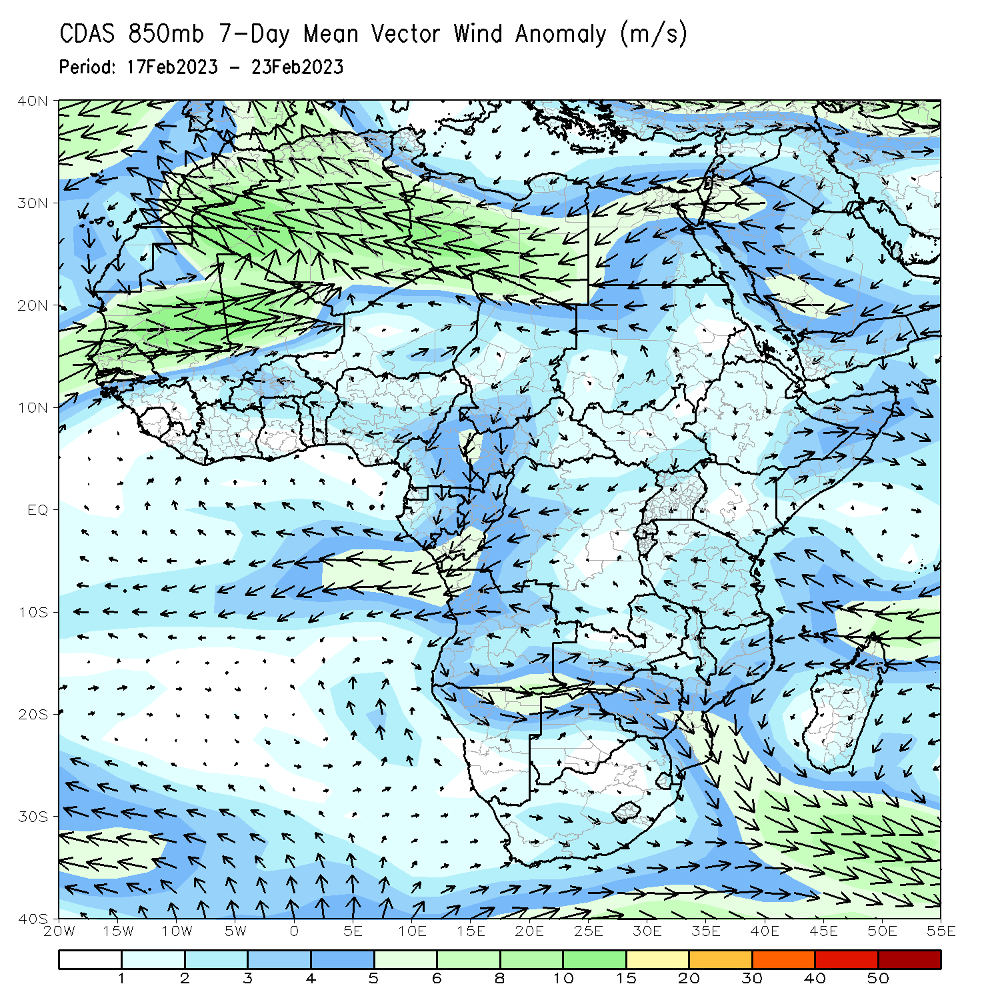 CDAS 850mb 7-Day Mean Vector Wind Anomaly (m/s)
Period: 17Feb2023 - 23Feb2023
40N
30N
20N
10N
EQ
10S
20S
30S
40S
20W 15W 10W 5W 0 5E 10E 15E 20E 25E 30E 35E 40E 45E 50E 55E
1 2 3 4 5 6 8 10 15 20 30 40 50